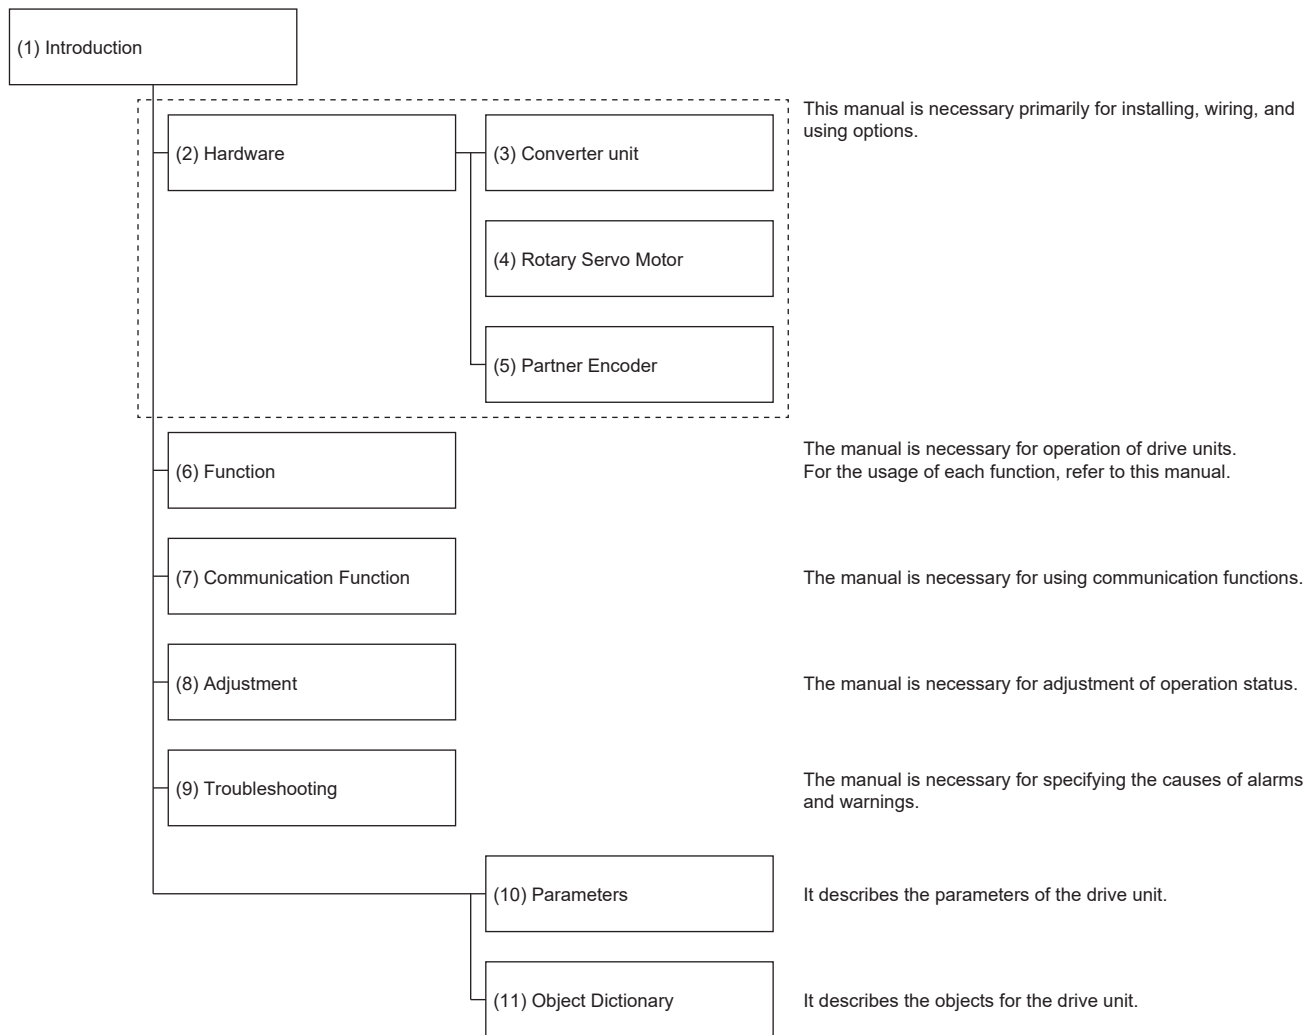 (1) Introduction
This manual is necessary primarily for installing, wiring, and
using options.
(2) Hardware
(3) Converter unit
(4) Rotary Servo Motor
(5) Partner Encoder
(6) Function
The manual is necessary for operation of drive units.
For the usage of each function, refer to this manual.
(7) Communication Function
The manual is necessary for using communication functions.
(8) Adjustment
The manual is necessary for adjustment of operation status.
(9) Troubleshooting
The manual is necessary for specifying the causes of alarms
and warnings.
(10) Parameters
It describes the parameters of the drive unit.
(11) Object Dictionary
It describes the objects for the drive unit.